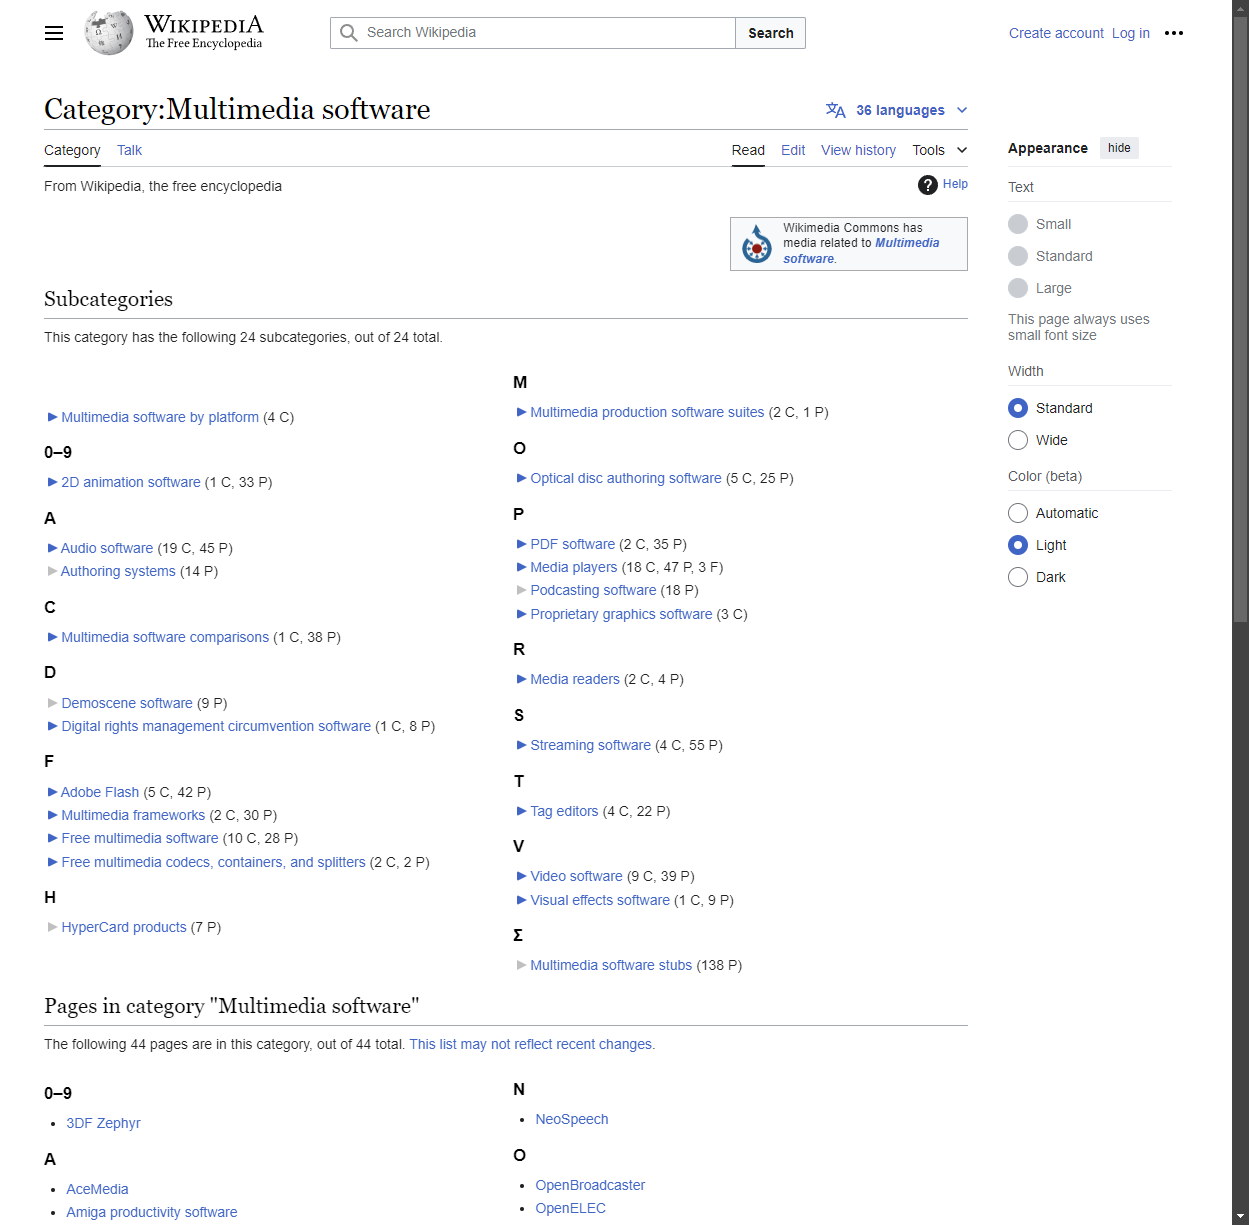 WIKIPEDIA
The Free Encyclopedia
Search Wikipedia
Search
Create account
Log in
Category:Multimedia software
36 languages
Category
Talk
Read
Edit
View history
Tools
From Wikipedia, the free encyclopedia
Help
Wikimedia Commons has
media related to Multimedia
software.
Subcategories
This category has the following 24 subcategories, out of 24 total.
Multimedia software by platform (4 C)
0–9
2D animation software (1 C, 33 P)
A
Audio software (19 C, 45 P)
Authoring systems (14 P)
C
Multimedia software comparisons (1 C, 38 P)
D
Demoscene software (9 P)
Digital rights management circumvention software (1 C, 8 P)
F
Adobe Flash (5 C, 42 P)
Multimedia frameworks (2 C, 30 P)
Free multimedia software (10 C, 28 P)
Free multimedia codecs, containers, and splitters (2 C, 2 P)
H
HyperCard products (7 P)
M
Multimedia production software suites (2 C, 1 P)
O
Optical disc authoring software (5 C, 25 P)
P
PDF software (2 C, 35 P)
Media players (18 C, 47 P, 3 F)
Podcasting software (18 P)
Proprietary graphics software (3 C)
R
Media readers (2 C, 4 P)
S
Streaming software (4 C, 55 P)
T
Tag editors (4 C, 22 P)
V
Video software (9 C, 39 P)
Visual effects software (1 C, 9 P)
Σ
Multimedia software stubs (138 P)
Pages in category "Multimedia software"
The following 44 pages are in this category, out of 44 total. This list may not reflect recent changes.
0–9
3DF Zephyr
A
AceMedia
Amiga productivity software
N
NeoSpeech
O
OpenBroadcaster
OpenELEC
Appearance
hide
Text
Small
Standard
Large
This page always uses
small font size
Width
Standard
Wide
Color (beta)
Automatic
Light
Dark